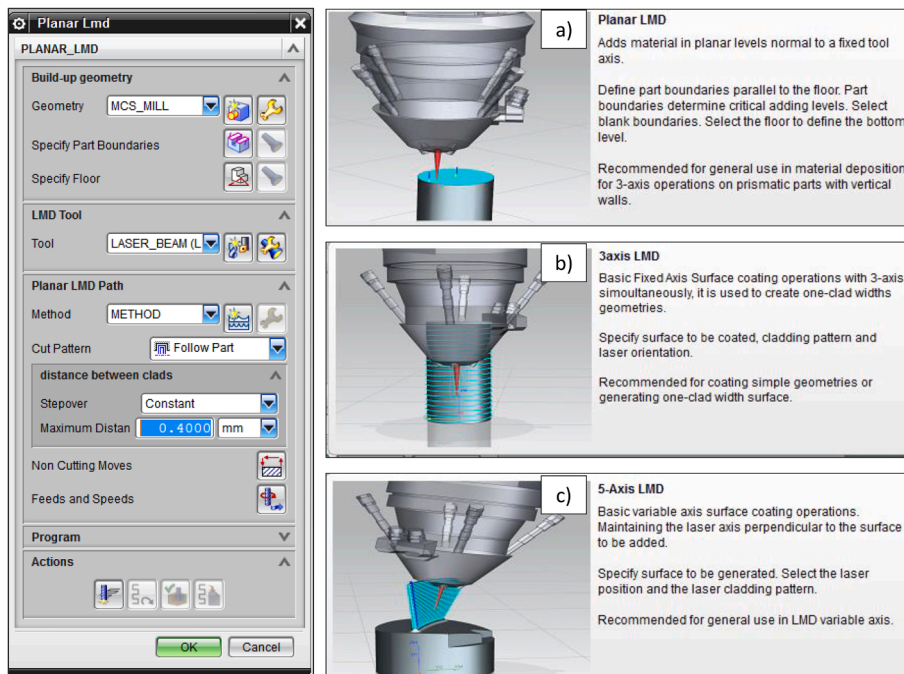 Planar Lmd
PLANAR_LMD
Build-up geometry
Geometry MCS_MILL
Specify Part Boundaries
Specify Floor
LMD Tool
Tool LASER_BEAM (L
Planar LMD Path
Method METHOD
Cut Pattern Follow Part
distance between clads
Stepover Constant
Maximum Distan 0.4000 mm
Non Cutting Moves
Feeds and Speeds
Program
Actions
OK Cancel
a)
Planar LMD
Adds material in planar levels normal to a fixed tool
axis.
Define part boundaries parallel to the floor. Part
boundaries determine critical adding levels. Select
blank boundaries. Select the floor to define the bottom
level.
Recommended for general use in material deposition
for 3-axis operations on prismatic parts with vertical
walls.
b)
3axis LMD
Basic Fixed Axis Surface coating operations with 3-axis
simoultaneously, it is used to create one-clad widths
geometries.
Specify surface to be coated, cladding pattern and
laser orientation.
Recommended for coating simple geometries or
generating one-clad width surface.
c)
5-Axis LMD
Basic variable axis surface coating operations.
Maintaining the laser axis perpendicular to the surface
to be added.
Specify surface to be generated. Select the laser
position and the laser cladding pattern.
Recommended for general use in LMD variable axis.